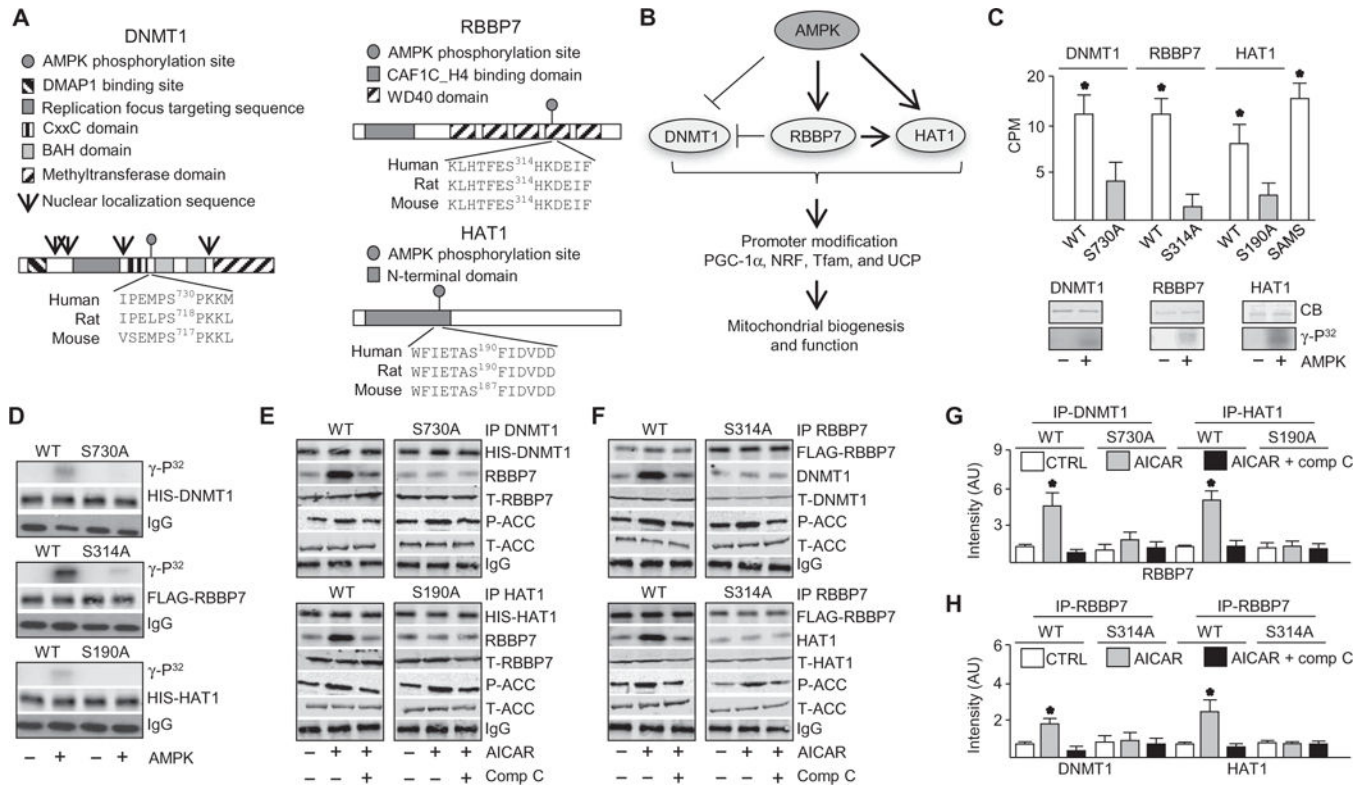 A
DNMT1
AMPK phosphorylation site
DMAP1 binding site
Replication focus targeting sequence
CxxC domain
BAH domain
Methyltransferase domain
Nuclear localization sequence
Human IPEMPS730PKKM
Rat IPELPS718PKKL
Mouse VSEMPS717PKKL
RBBP7
AMPK phosphorylation site
CAF1C_H4 binding domain
WD40 domain
Human KLHTFES314HKDEIF
Rat KLHTFES314HKDEIF
Mouse KLHTFES314HKDEIF
HAT1
AMPK phosphorylation site
N-terminal domain
Human WFIETAS190FIDVDD
Rat WFIETAS190FIDVDD
Mouse WFIETAS187FIDVDD
B
AMPK
DNMT1 RBBP7 HAT1
Promoter modification
PGC-1α, NRF, Tfam, and UCP
Mitochondrial biogenesis
and function
C
DNMT1 RBBP7 HAT1
CPM
20
10
5
WT S730A WT S314A WT S190A SAMS
DNMT1 RBBP7 HAT1
CB
γ-P32
– + – + – + AMPK
D
WT S730A
γ-P32
HIS-DNMT1
IgG
WT S314A
γ-P32
FLAG-RBBP7
IgG
WT S190A
γ-P32
HIS-HAT1
IgG
– + – + AMPK
E
WT S730A IP DNMT1
HIS-DNMT1
RBBP7
T-RBBP7
P-ACC
T-ACC
IgG
WT S190A IP HAT1
HIS-HAT1
RBBP7
T-RBBP7
P-ACC
T-ACC
IgG
– + + – + + AICAR
– – + – – + Comp C
F
WT S314A IP RBBP7
FLAG-RBBP7
DNMT1
T-DNMT1
P-ACC
T-ACC
IgG
WT S314A IP RBBP7
FLAG-RBBP7
HAT1
T-HAT1
P-ACC
T-ACC
IgG
– + + – + + AICAR
– – + – – + Comp C
G
IP-DNMT1 IP-HAT1
WT S730A WT S190A
CTRL AICAR AICAR + comp C
Intensity (AU)
9
6
3
RBBP7
H
IP-RBBP7 IP-RBBP7
WT S314A WT S314A
CTRL AICAR AICAR + comp C
Intensity (AU)
6
4
2
DNMT1 HAT1